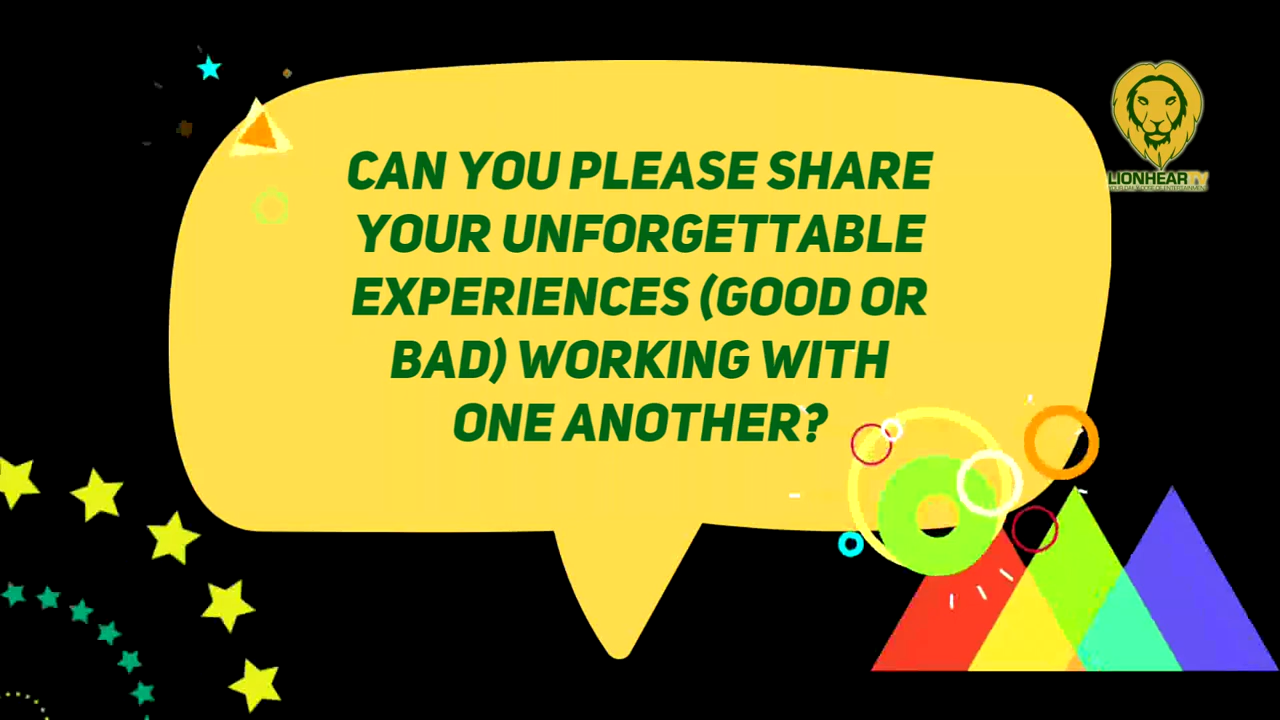 CAN YOU PLEASE SHARE
YOUR UNFORGETTABLE
EXPERIENCES (GOOD OR
BAD) WORKING WITH
ONE ANOTHER?
LIONHEARTV